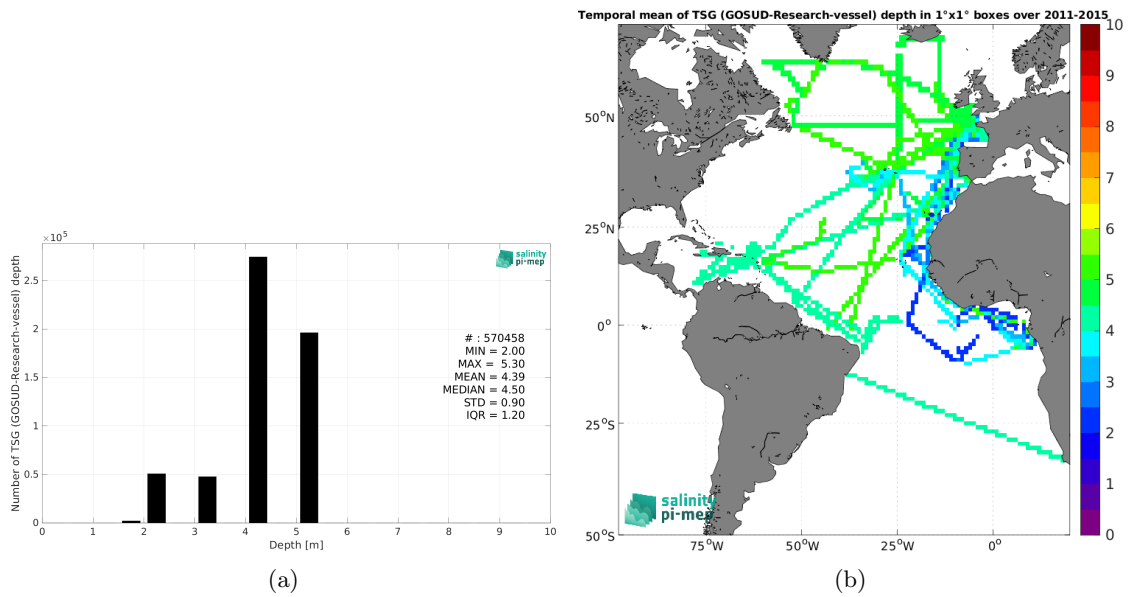 Temporal mean of TSG (GOSUD-Research-vessel) depth in 1°x1° boxes over 2011-2015
×10⁵
Number of TSG (GOSUD-Research-vessel) depth
2.5
2
1.5
1
0.5
0
0 1 2 3 4 5 6 7 8 9 10
Depth [m]
salinity
pi-mep
# : 570458
MIN = 2.00
MAX = 5.30
MEAN = 4.39
MEDIAN = 4.50
STD = 0.90
IQR = 1.20
(a)
50°N
25°N
0°
25°S
50°S
75°W 50°W 25°W 0°
salinity
pi-mep
10
9
8
7
6
5
4
3
2
1
0
(b)